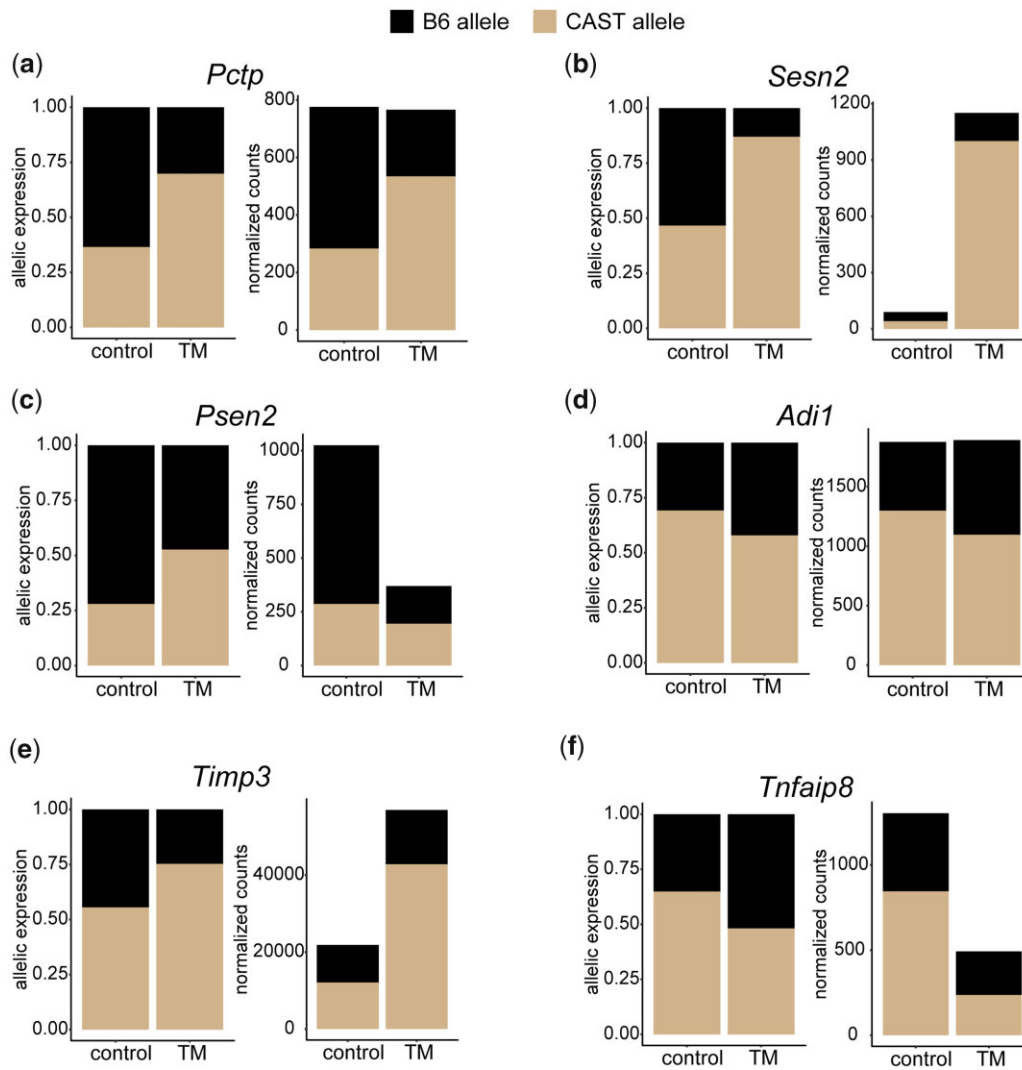 B6 allele CAST allele
(a) Pctp
allelic expression
1.00
0.75
0.50
0.25
0.00
control TM
normalized counts
800
600
400
200
0
control TM
(b) Sesn2
allelic expression
1.00
0.75
0.50
0.25
0.00
control TM
normalized counts
1200
900
600
300
0
control TM
(c) Psen2
allelic expression
1.00
0.75
0.50
0.25
0.00
control TM
normalized counts
1000
750
500
250
0
control TM
(d) Adi1
allelic expression
1.00
0.75
0.50
0.25
0.00
control TM
normalized counts
1500
1000
500
0
control TM
(e) Timp3
allelic expression
1.00
0.75
0.50
0.25
0.00
control TM
normalized counts
40000
20000
0
control TM
(f) Tnfaip8
allelic expression
1.00
0.75
0.50
0.25
0.00
control TM
normalized counts
1000
500
0
control TM